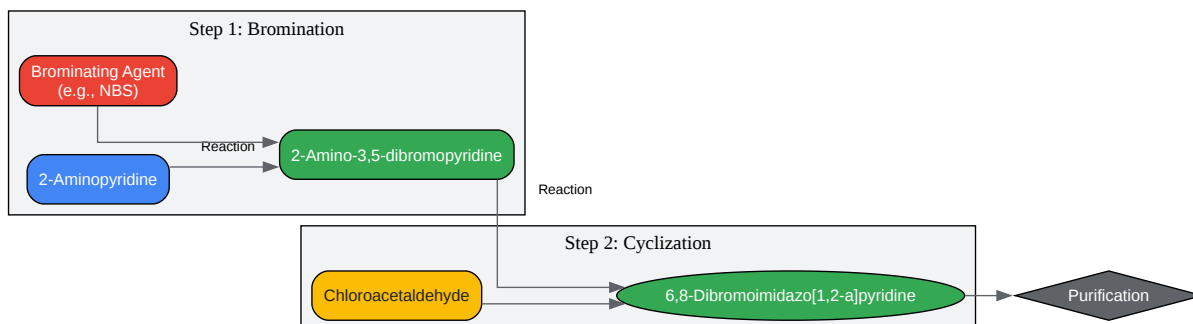 Step 1: Bromination
Brominating Agent
(e.g., NBS)
Reaction
2-Amino-3,5-dibromopyridine
2-Aminopyridine
Reaction
Step 2: Cyclization
Chloroacetaldehyde
6,8-Dibromoimidazo[1,2-a]pyridine
Purification